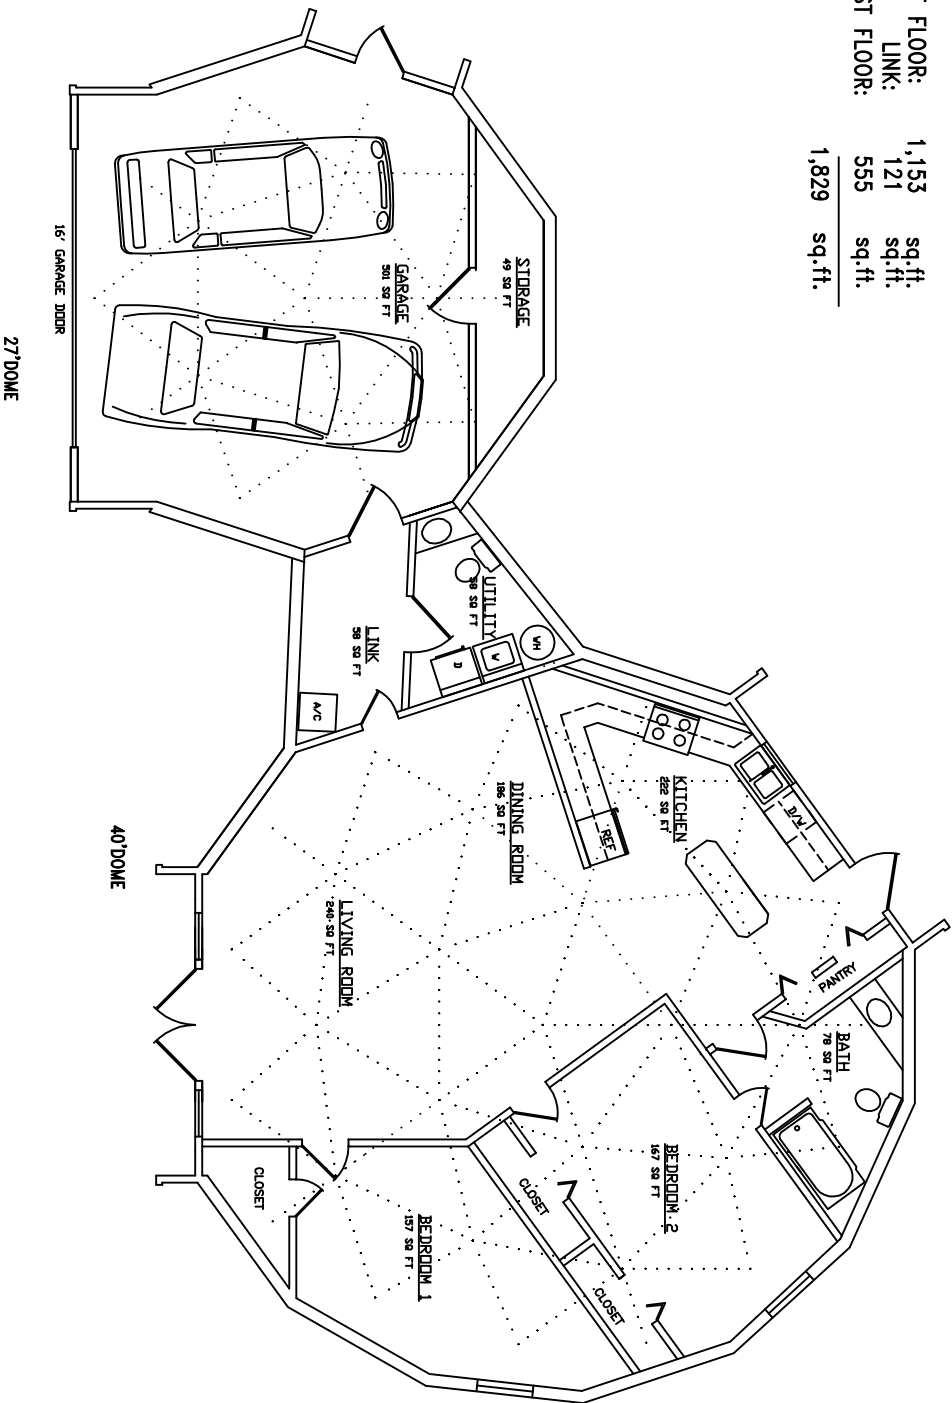 T FLOOR: 1,153 sq.ft.
LINK: 121 sq.ft.
ST FLOOR: 555 sq.ft.
1,829 sq.ft.
STORAGE
49 SQ FT
GARAGE
501 SQ FT
16' GARAGE DOOR
27'DOME
UTILITY
SQ FT
WH
W
D
LINK
58 SQ FT
A/C
KITCHEN
222 SQ FT
D/W
REF
PANTRY
DINING ROOM
186 SQ FT
LIVING ROOM
240 SQ FT
40'DOME
BATH
78 SQ FT
BEDROOM 2
167 SQ FT
CLOSET
CLOSET
BEDROOM 1
157 SQ FT
CLOSET